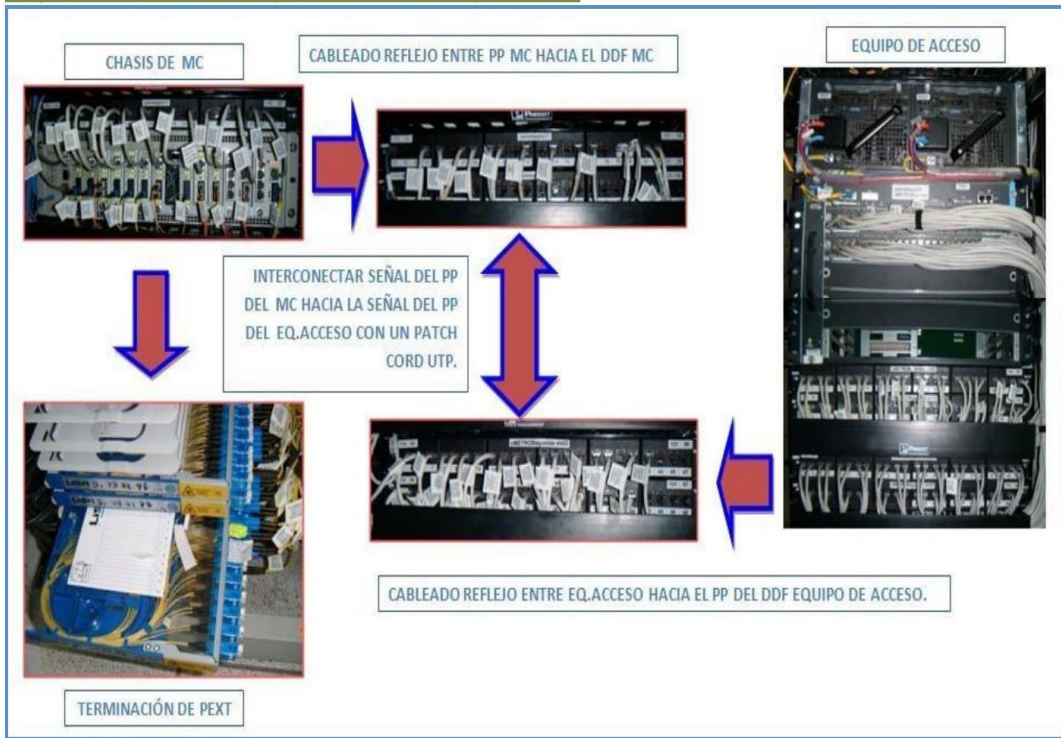 CHASIS DE MC
CABLEADO REFLEJO ENTRE PP MC HACIA EL DDF MC
EQUIPO DE ACCESO
INTERCONECTAR SEÑAL DEL PP
DEL MC HACIA LA SEÑAL DEL PP
DEL EQ.ACCESO CON UN PATCH
CORD UTP.
CABLEADO REFLEJO ENTRE EQ.ACCESO HACIA EL PP DEL DDF EQUIPO DE ACCESO.
TERMINACIÓN DE PEXT